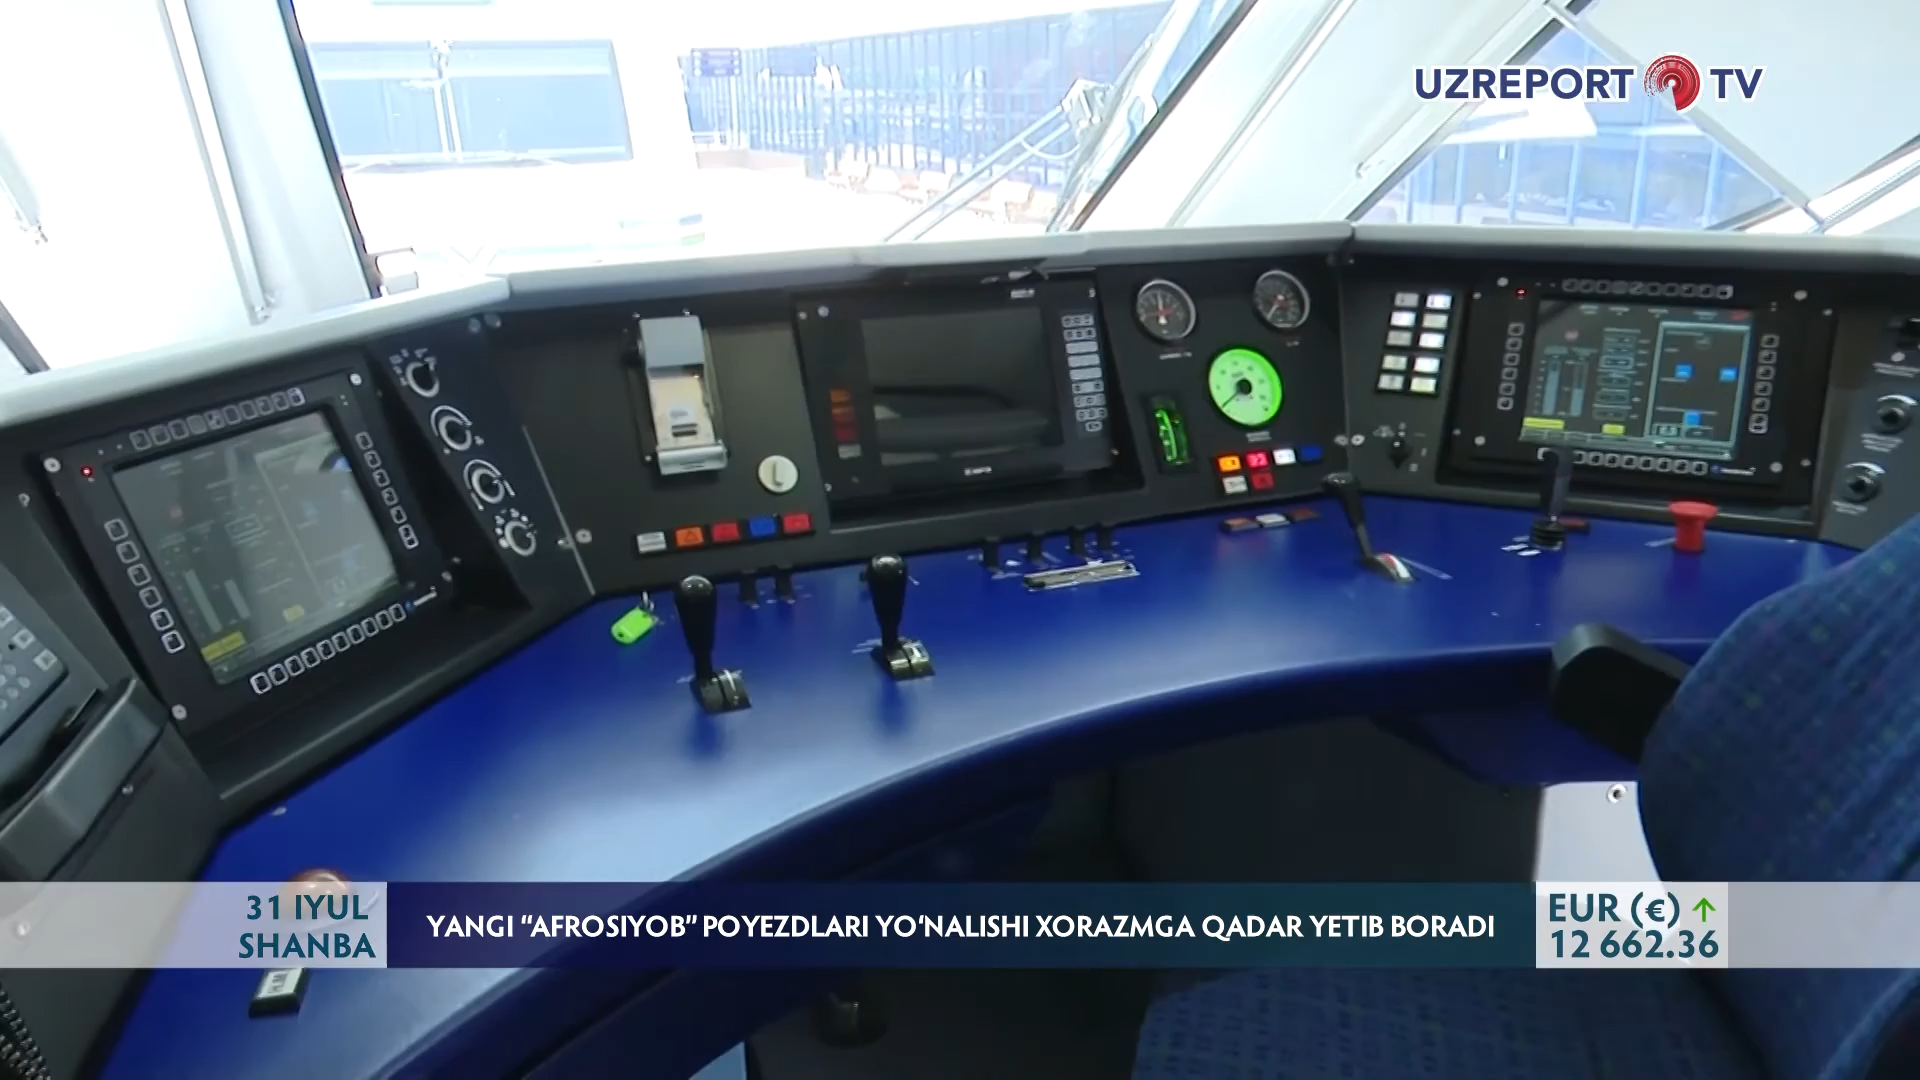 UZREPORT TV
31 IYUL
SHANBA
YANGI “AFROSIYOB” POYEZDLARI YO‘NALISHI XORAZMGA QADAR YETIB BORADI
EUR (€) ↑
12 662.36